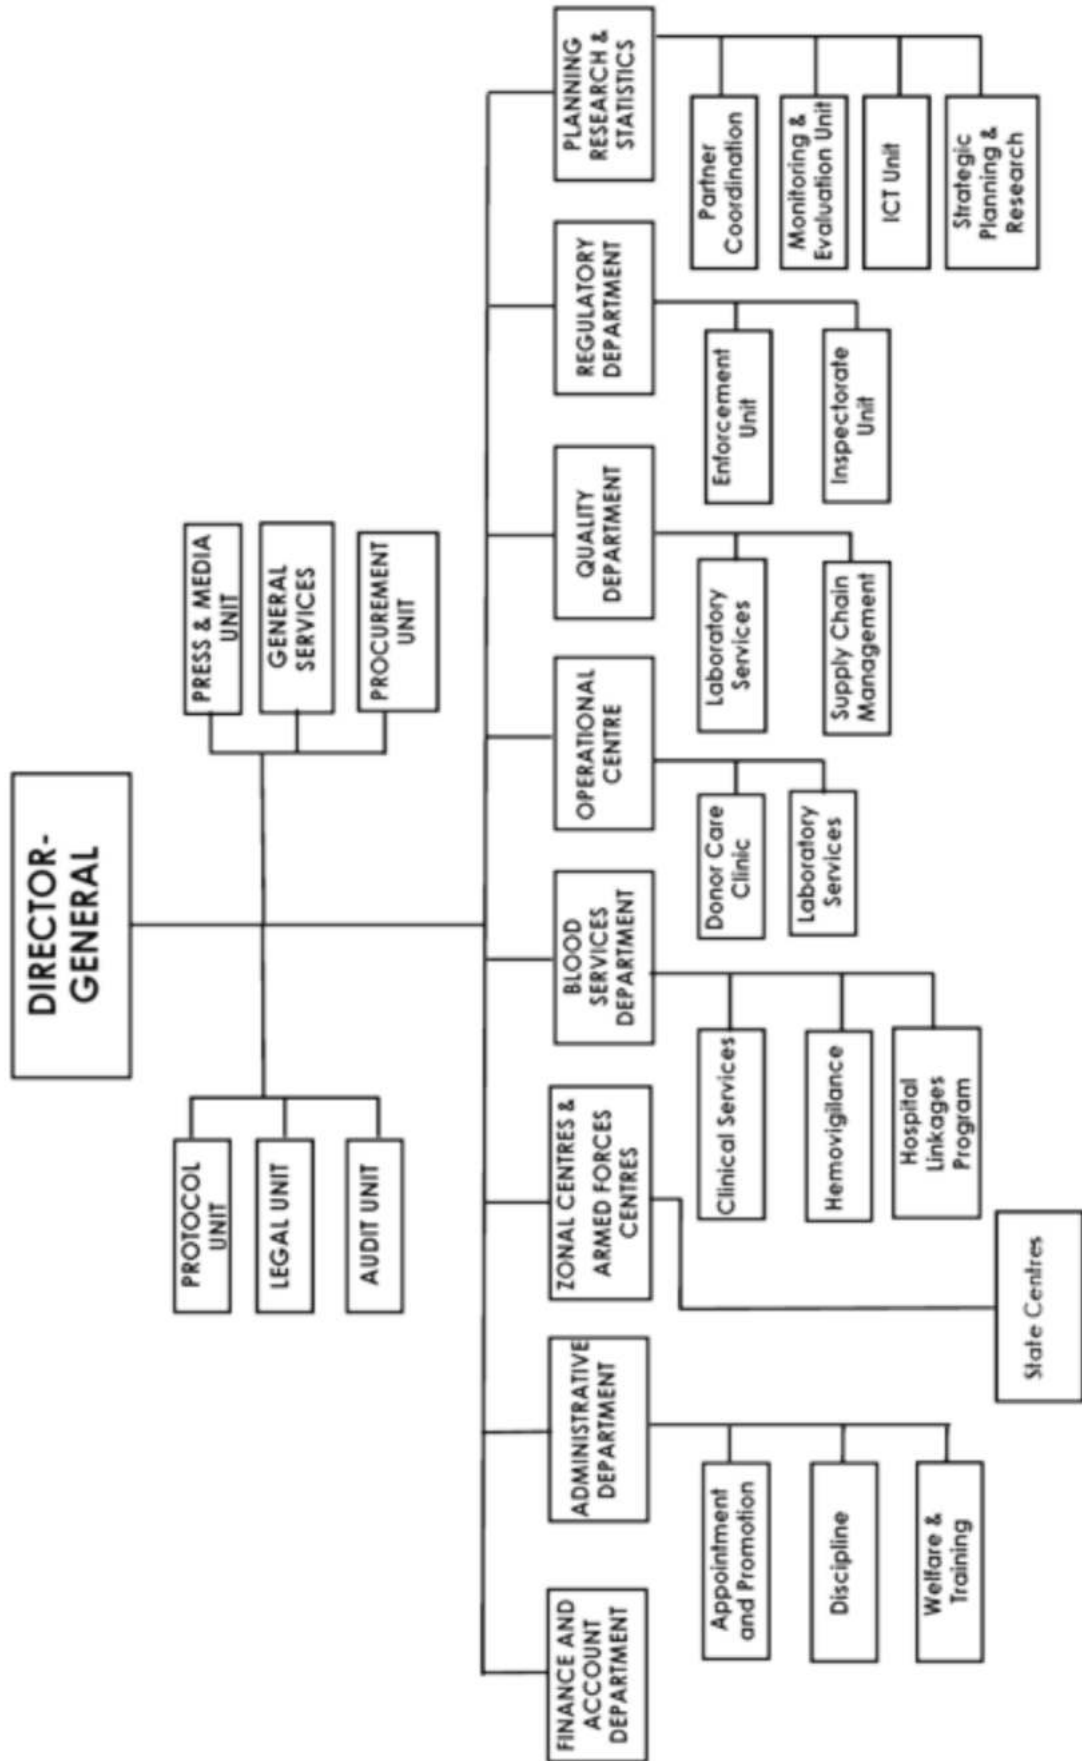 DIRECTOR-
GENERAL
PROTOCOL
UNIT
LEGAL UNIT
AUDIT UNIT
PRESS & MEDIA
UNIT
GENERAL
SERVICES
PROCUREMENT
UNIT
FINANCE AND
ACCOUNT
DEPARTMENT
ADMINISTRATIVE
DEPARTMENT
Appointment
and Promotion
Discipline
Welfare &
Training
ZONAL CENTRES &
ARMED FORCES
CENTRES
State Centres
BLOOD
SERVICES
DEPARTMENT
Clinical Services
Hemovigilance
Hospital
Linkages
Program
OPERATIONAL
CENTRE
Donor Care
Clinic
Laboratory
Services
QUALITY
DEPARTMENT
Laboratory
Services
Supply Chain
Management
REGULATORY
DEPARTMENT
Enforcement
Unit
Inspectorate
Unit
PLANNING
RESEARCH &
STATISTICS
Partner
Coordination
Monitoring &
Evaluation Unit
ICT Unit
Strategic
Planning &
Research